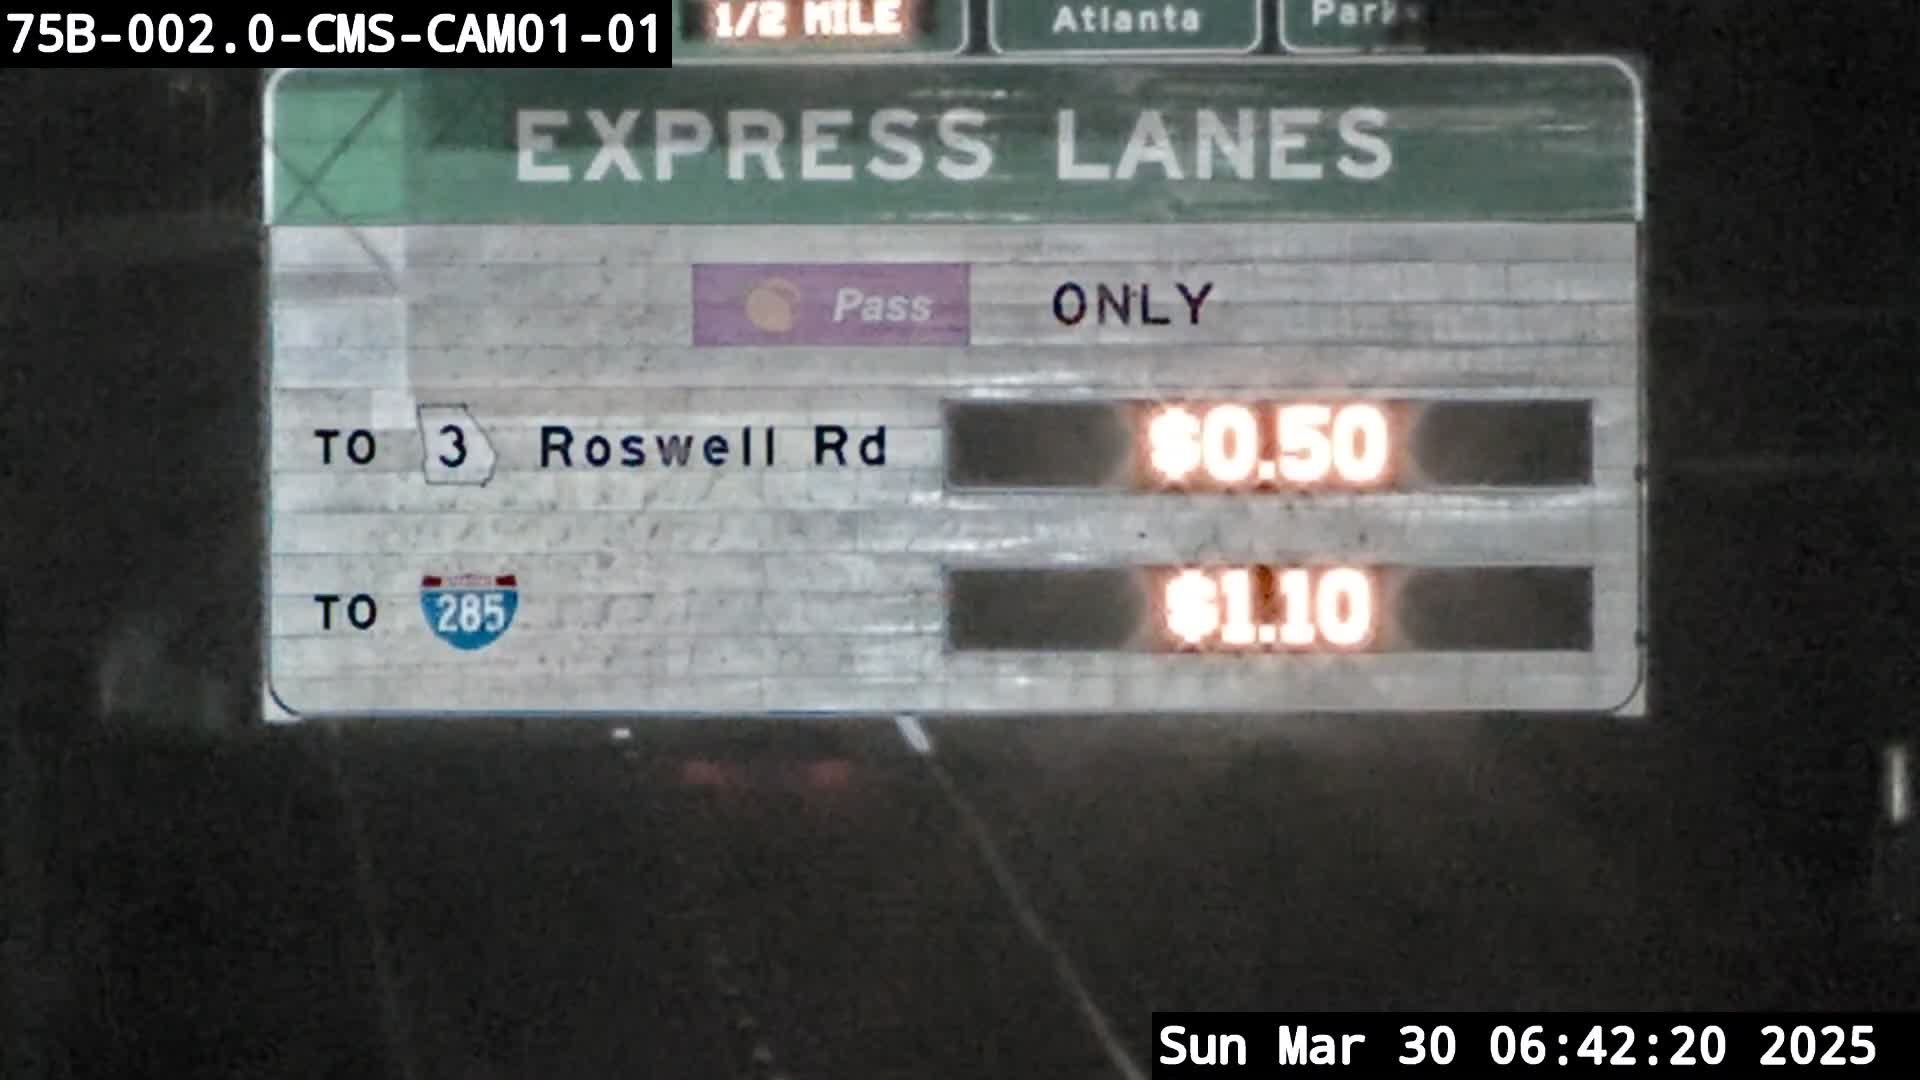 75B-002.0-CMS-CAM01-01
1/2 MILE
Atlanta
EXPRESS LANES
Pass ONLY
TO 3 Roswell Rd $0.50
TO 285 $1.10
Sun Mar 30 06:42:20 2025